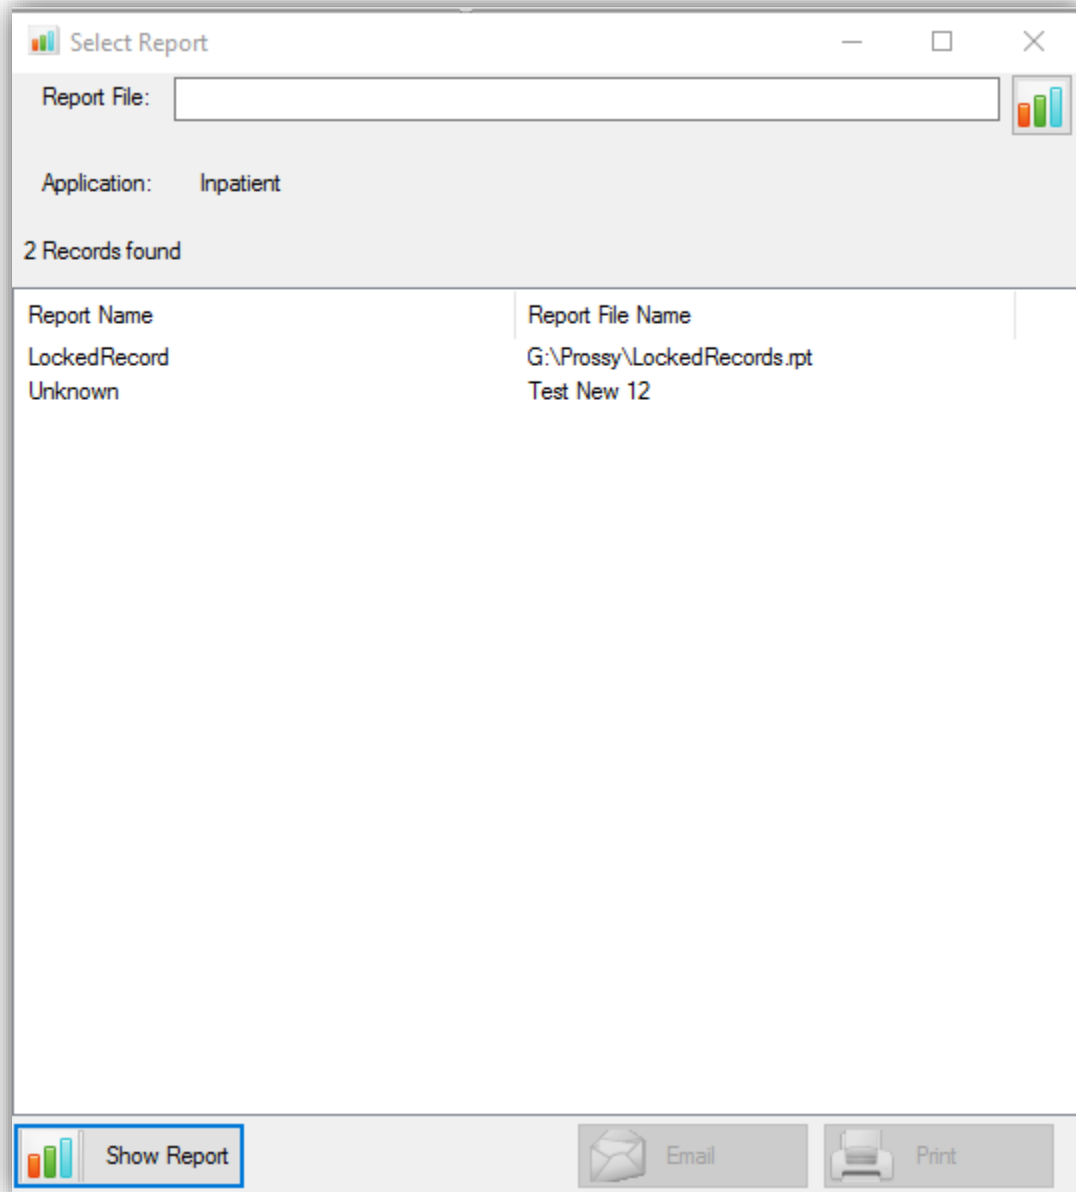 Select Report
Report File:
Application: Inpatient
2 Records found
Report Name Report File Name
LockedRecord G:\Prossy\LockedRecords.rpt
Unknown Test New 12
Show Report Email Print